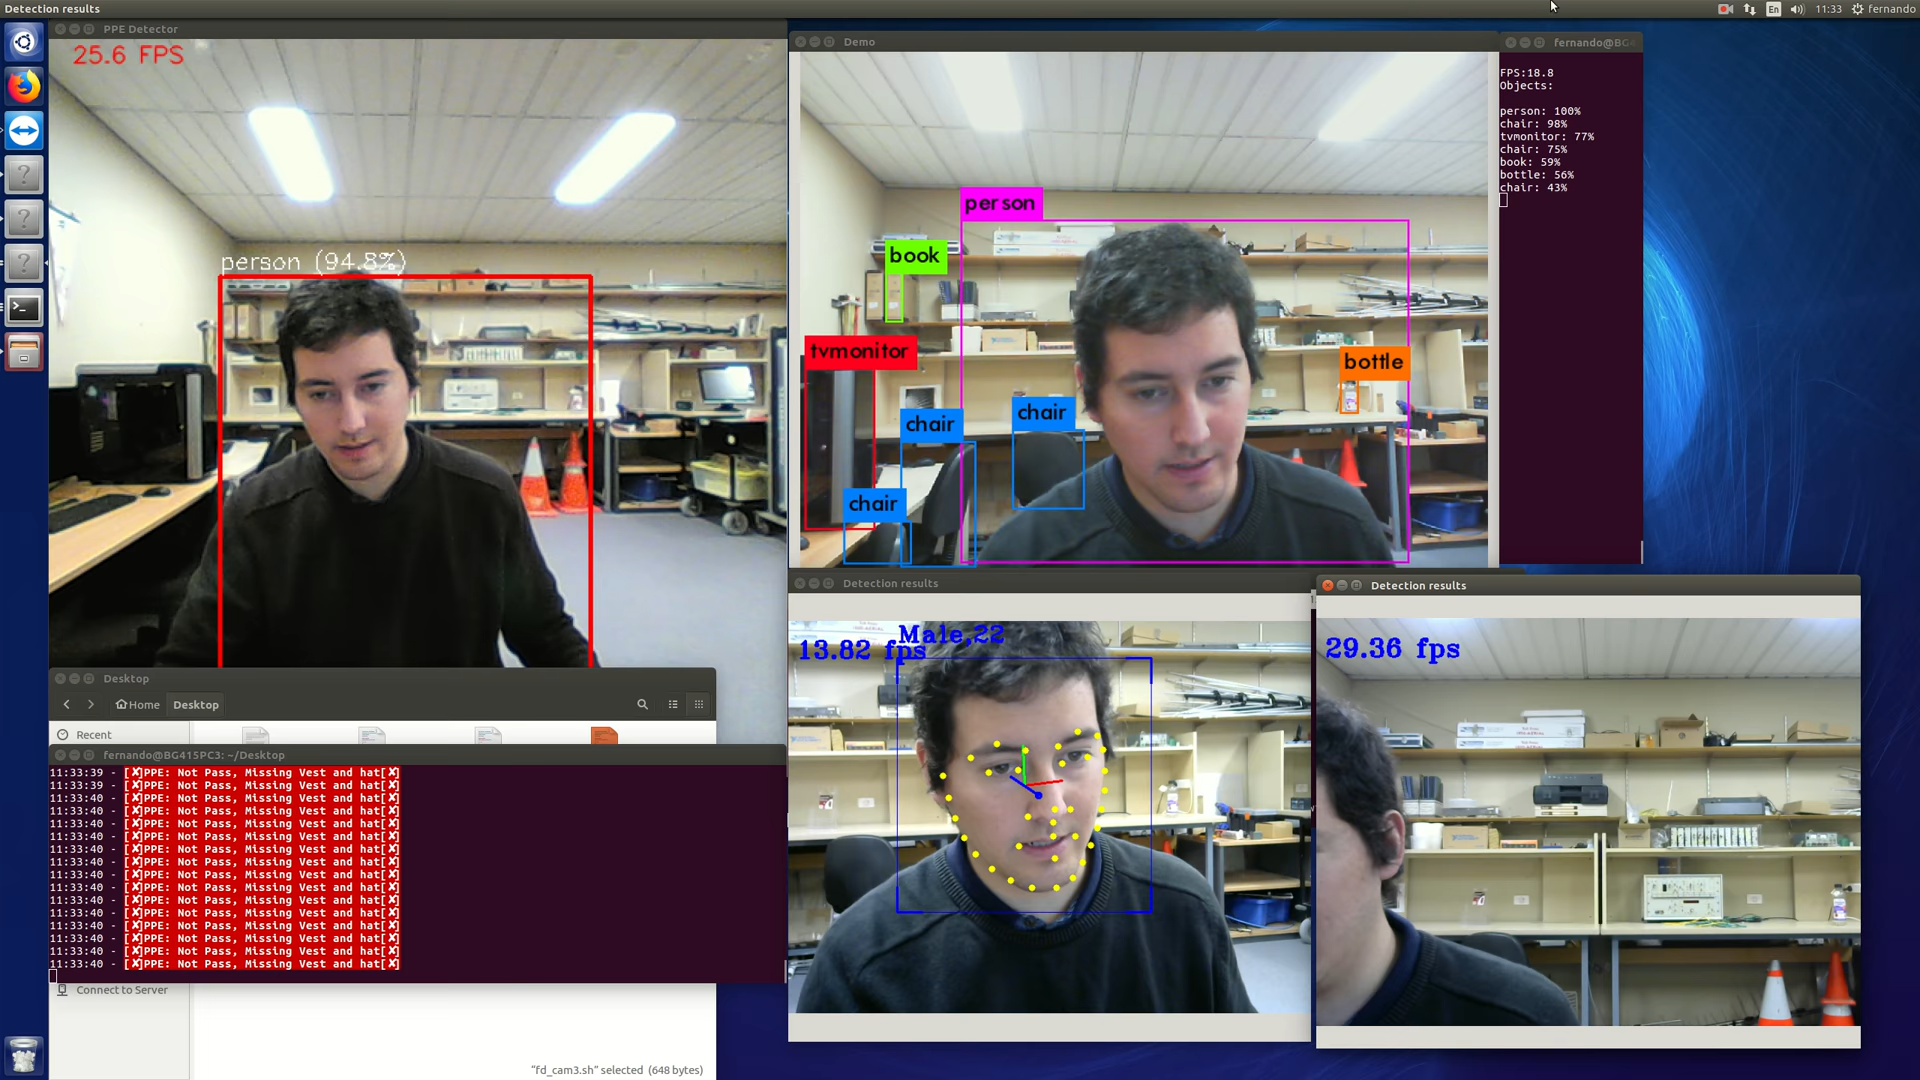 Detection results
En
11:33
fernando
PPE Detector
25.6 FPS
person (94.8%)
Demo
person
book
tvmonitor
bottle
chair
chair
chair
fernando@BG
FPS:18.8
Objects:
person: 100%
chair: 98%
tvmonitor: 77%
chair: 75%
book: 59%
bottle: 56%
chair: 43%
Desktop
Home
Desktop
Recent
fernando@BG415PC3: ~/Desktop
11:33:39 - [✘]PPE: Not Pass, Missing Vest and hat[✘]
11:33:39 - [✘]PPE: Not Pass, Missing Vest and hat[✘]
11:33:40 - [✘]PPE: Not Pass, Missing Vest and hat[✘]
11:33:40 - [✘]PPE: Not Pass, Missing Vest and hat[✘]
11:33:40 - [✘]PPE: Not Pass, Missing Vest and hat[✘]
11:33:40 - [✘]PPE: Not Pass, Missing Vest and hat[✘]
11:33:40 - [✘]PPE: Not Pass, Missing Vest and hat[✘]
11:33:40 - [✘]PPE: Not Pass, Missing Vest and hat[✘]
11:33:40 - [✘]PPE: Not Pass, Missing Vest and hat[✘]
11:33:40 - [✘]PPE: Not Pass, Missing Vest and hat[✘]
11:33:40 - [✘]PPE: Not Pass, Missing Vest and hat[✘]
11:33:40 - [✘]PPE: Not Pass, Missing Vest and hat[✘]
11:33:40 - [✘]PPE: Not Pass, Missing Vest and hat[✘]
11:33:40 - [✘]PPE: Not Pass, Missing Vest and hat[✘]
11:33:40 - [✘]PPE: Not Pass, Missing Vest and hat[✘]
11:33:40 - [✘]PPE: Not Pass, Missing Vest and hat[✘]
Connect to Server
"fd_cam3.sh" selected (648 bytes)
Detection results
Male,22
13.82 fps
Detection results
29.36 fps